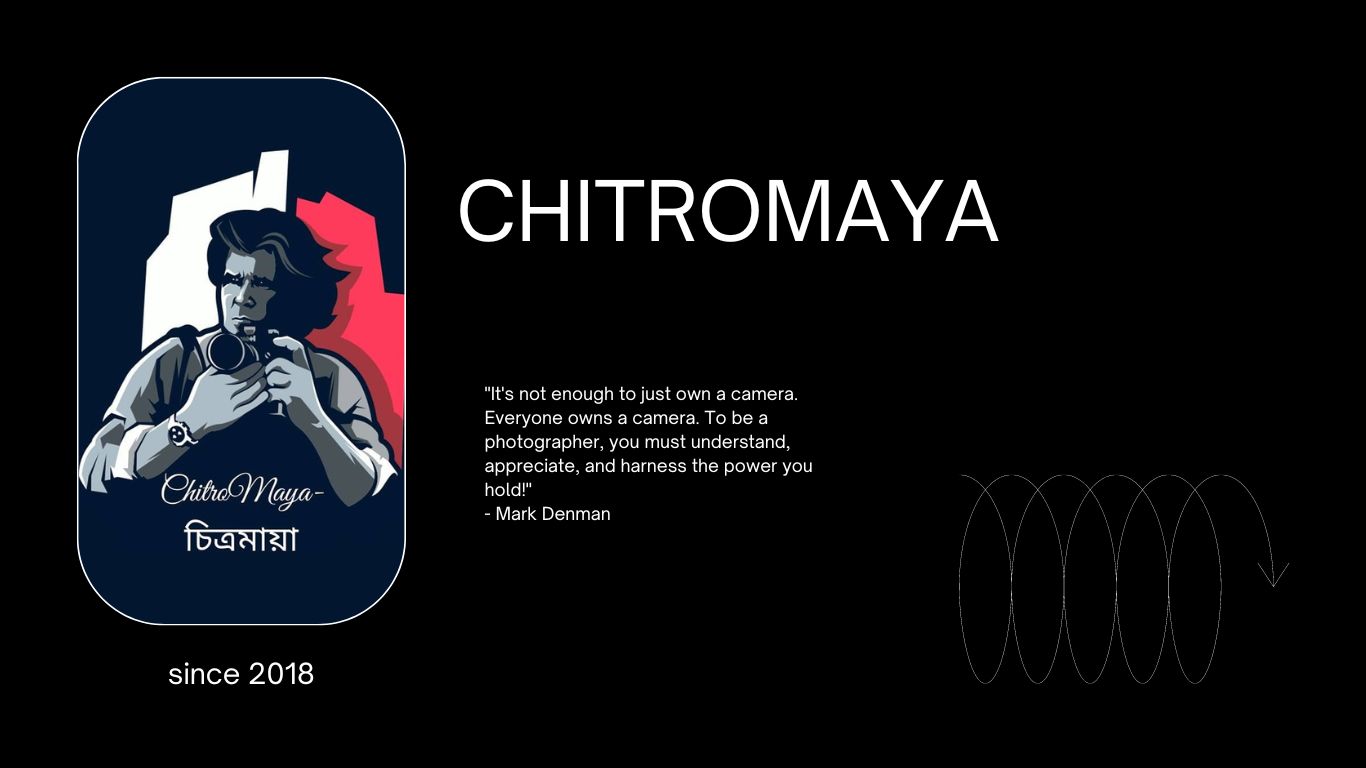 CHITROMAYA
ChitroMaya-
চিত্রমায়া
since 2018
"It's not enough to just own a camera.
Everyone owns a camera. To be a
photographer, you must understand,
appreciate, and harness the power you
hold!"
- Mark Denman